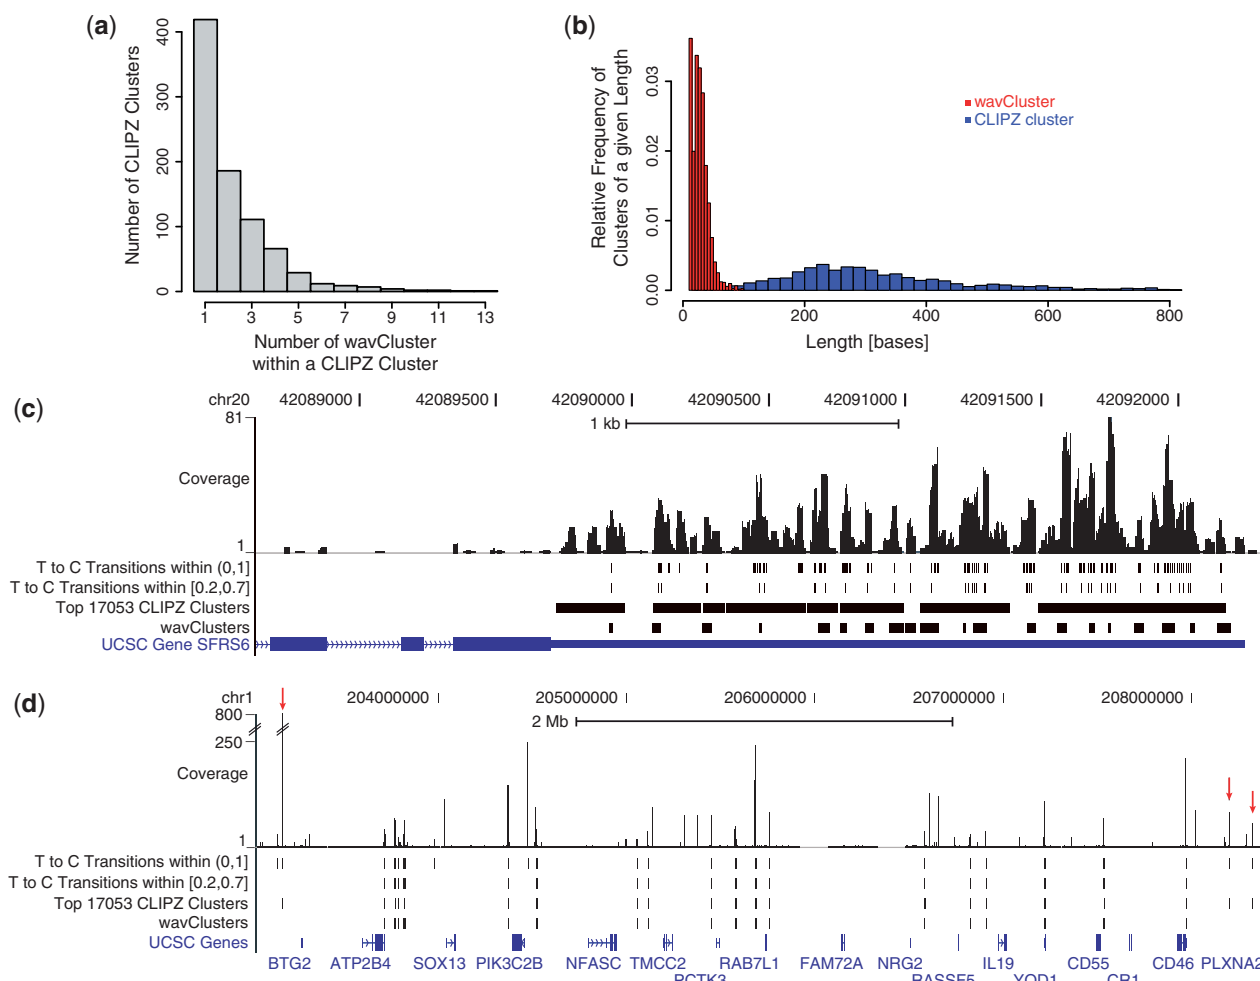 (a)
Number of CLIPZ Clusters
400
300
200
100
0
1 3 5 7 9 11 13
Number of wavCluster
within a CLIPZ Cluster
(b)
Relative Frequency of
Clusters of a given Length
0.03
0.02
0.01
0.00
wavCluster
CLIPZ cluster
0 200 400 600 800
Length [bases]
(c)
chr20 42089000 42089500 42090000 42090500 42091000 42091500 42092000
81
1 kb
Coverage
1
T to C Transitions within (0,1]
T to C Transitions within [0.2,0.7]
Top 17053 CLIPZ Clusters
wavClusters
UCSC Gene SFRS6
(d)
chr1 204000000 205000000 206000000 207000000 208000000
800
2 Mb
250
Coverage
1
T to C Transitions within (0,1]
T to C Transitions within [0.2,0.7]
Top 17053 CLIPZ Clusters
wavClusters
UCSC Genes
BTG2 ATP2B4 SOX13 PIK3C2B NFASC TMCC2 RAB7L1 FAM72A NRG2 IL19 CD55 CD46 PLXNA2
PCTK3 RASSF5 YOD1 CR1